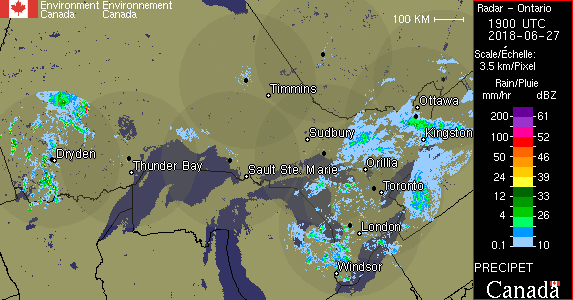 Environment Environnement
Canada Canada
100 KM
Timmins
Ottawa
Sudbury
Kingston
Dryden
Thunder Bay
Sault Ste. Marie
Orillia
Toronto
London
Windsor
Radar - Ontario
1900 UTC
2018-06-27
Scale/Échelle:
3.5 km/Pixel
Rain/Pluie
mm/hr dBZ
200 61
100 52
50 46
24 39
12 33
4 26
0.1 10
PRECIPET
Canada